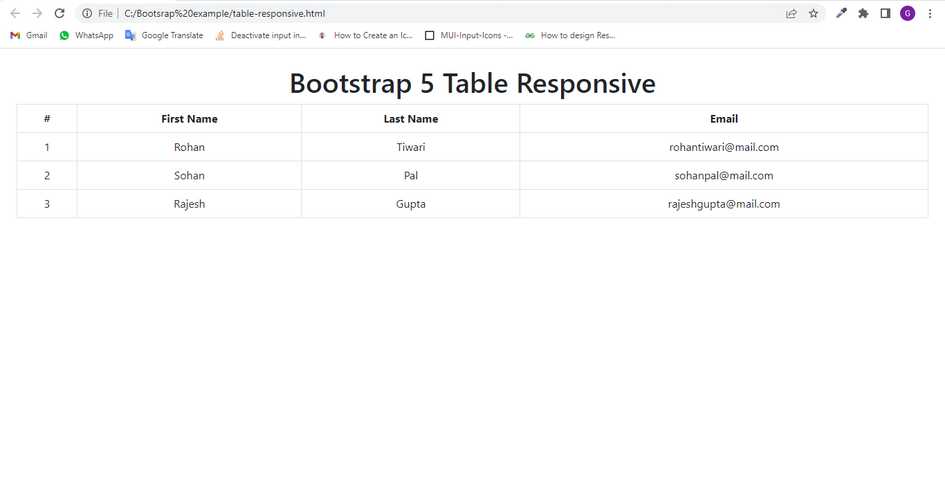 File | C:/Bootsrap%20example/table-responsive.html
G
Gmail WhatsApp Google Translate Deactivate input in... How to Create an Ic... MUI-Input-Icons -... How to design Res...
Bootstrap 5 Table Responsive
# First Name Last Name Email
1 Rohan Tiwari rohantiwari@mail.com
2 Sohan Pal sohanpal@mail.com
3 Rajesh Gupta rajeshgupta@mail.com